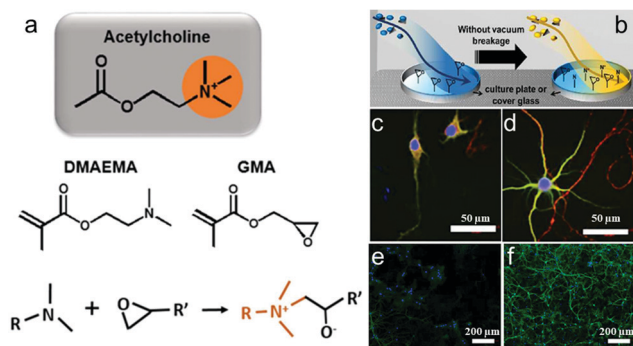 a
Acetylcholine
O
O
N+
DMAEMA
GMA
O
O
N
O
O
O
R
N
+
O
R'
R
N+
R'
O-
b
Without vacuum
breakage
culture plate or
cover glass
c
50 µm
d
50 µm
e
200 µm
f
200 µm